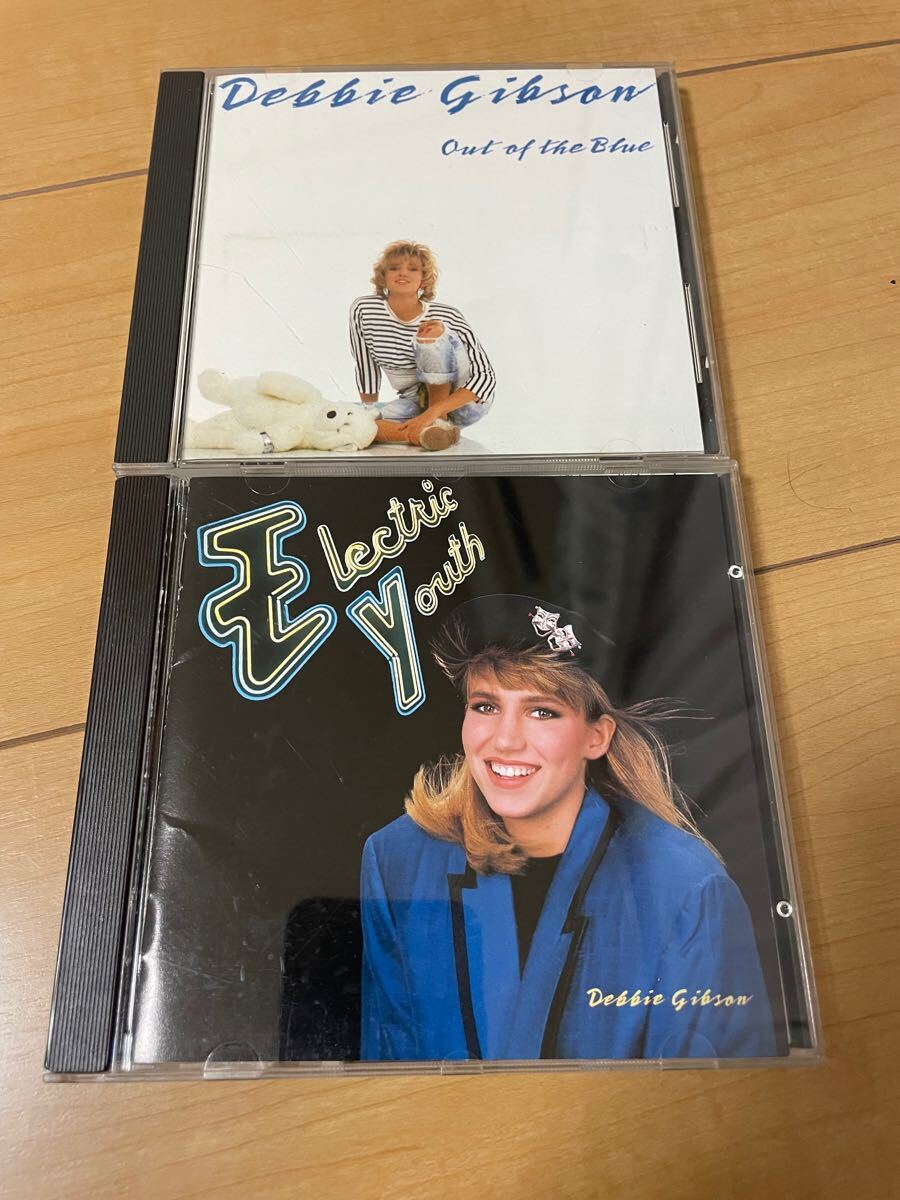 Debbie Gibson
Out of the Blue
Electric
Youth
Debbie Gibson